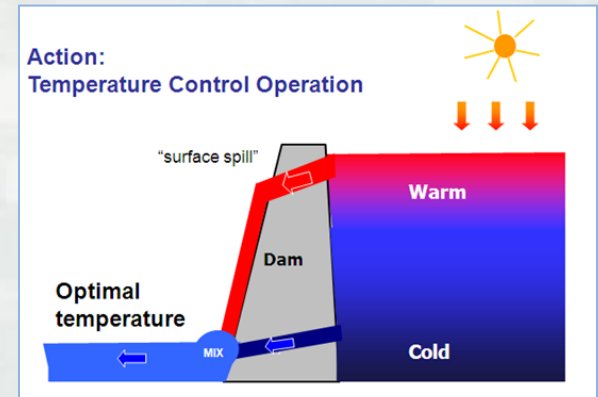 Action:
Temperature Control Operation
“surface spill”
Warm
Dam
Optimal
temperature
MIX
Cold